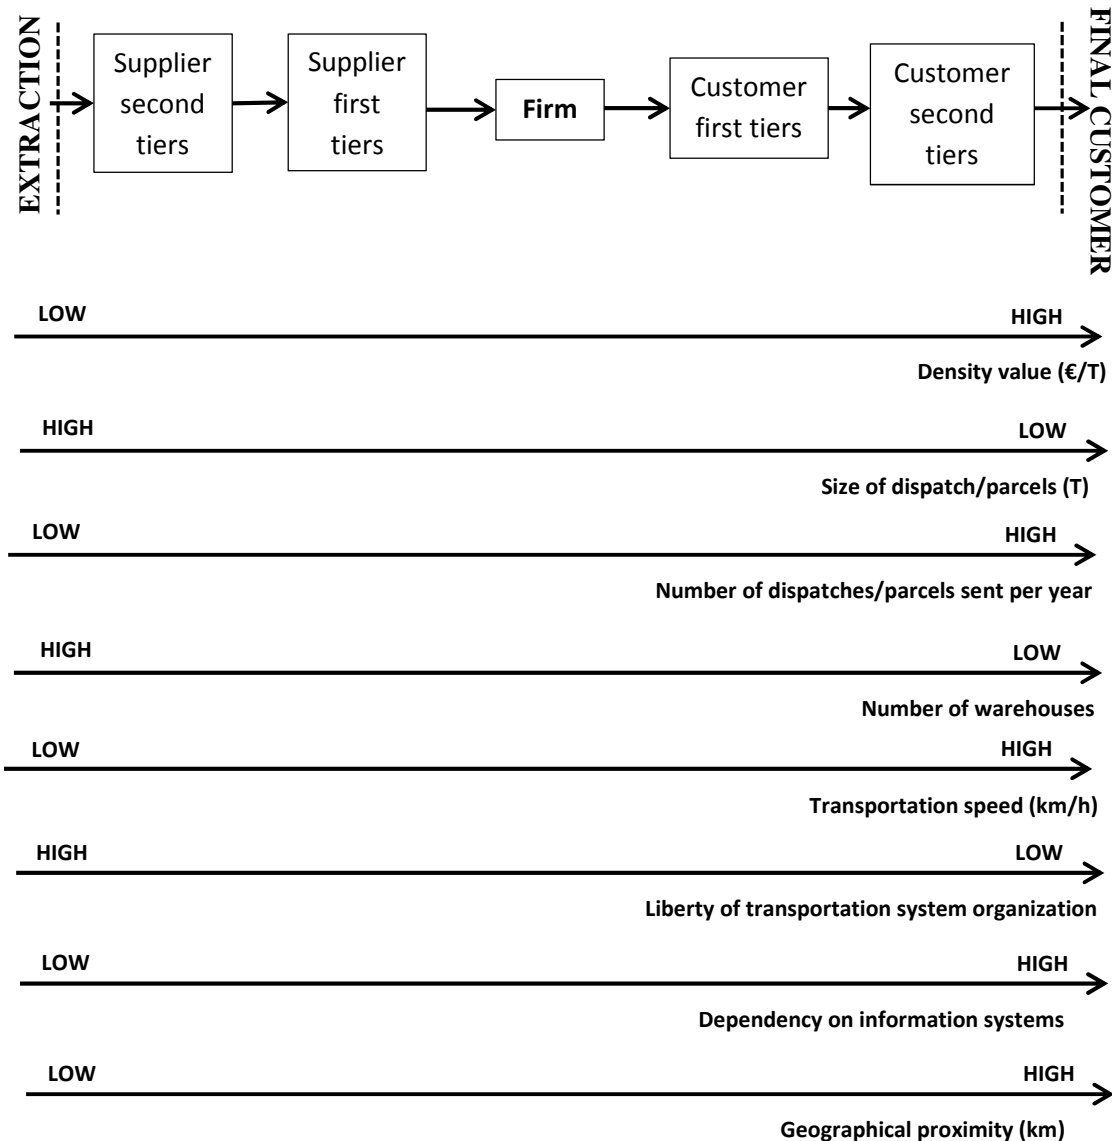 EXTRACTION
Supplier
second
tiers
Supplier
first
tiers
Firm
Customer
first tiers
Customer
second
tiers
FINAL CUSTOMER
LOW
HIGH
Density value (€/T)
HIGH
LOW
Size of dispatch/parcels (T)
LOW
HIGH
Number of dispatches/parcels sent per year
HIGH
LOW
Number of warehouses
LOW
HIGH
Transportation speed (km/h)
HIGH
LOW
Liberty of transportation system organization
LOW
HIGH
Dependency on information systems
LOW
HIGH
Geographical proximity (km)